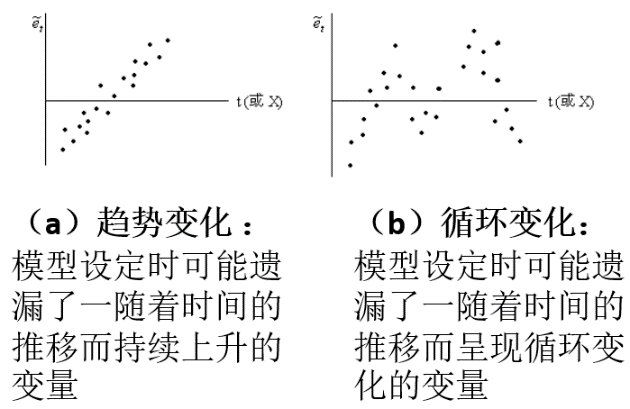 ẽt
t(或 X)
ẽt
t(或 X)
（a）趋势变化：
模型设定时可能遗
漏了一随着时间的
推移而持续上升的
变量
（b）循环变化：
模型设定时可能遗
漏了一随着时间的
推移而呈现循环变
化的变量